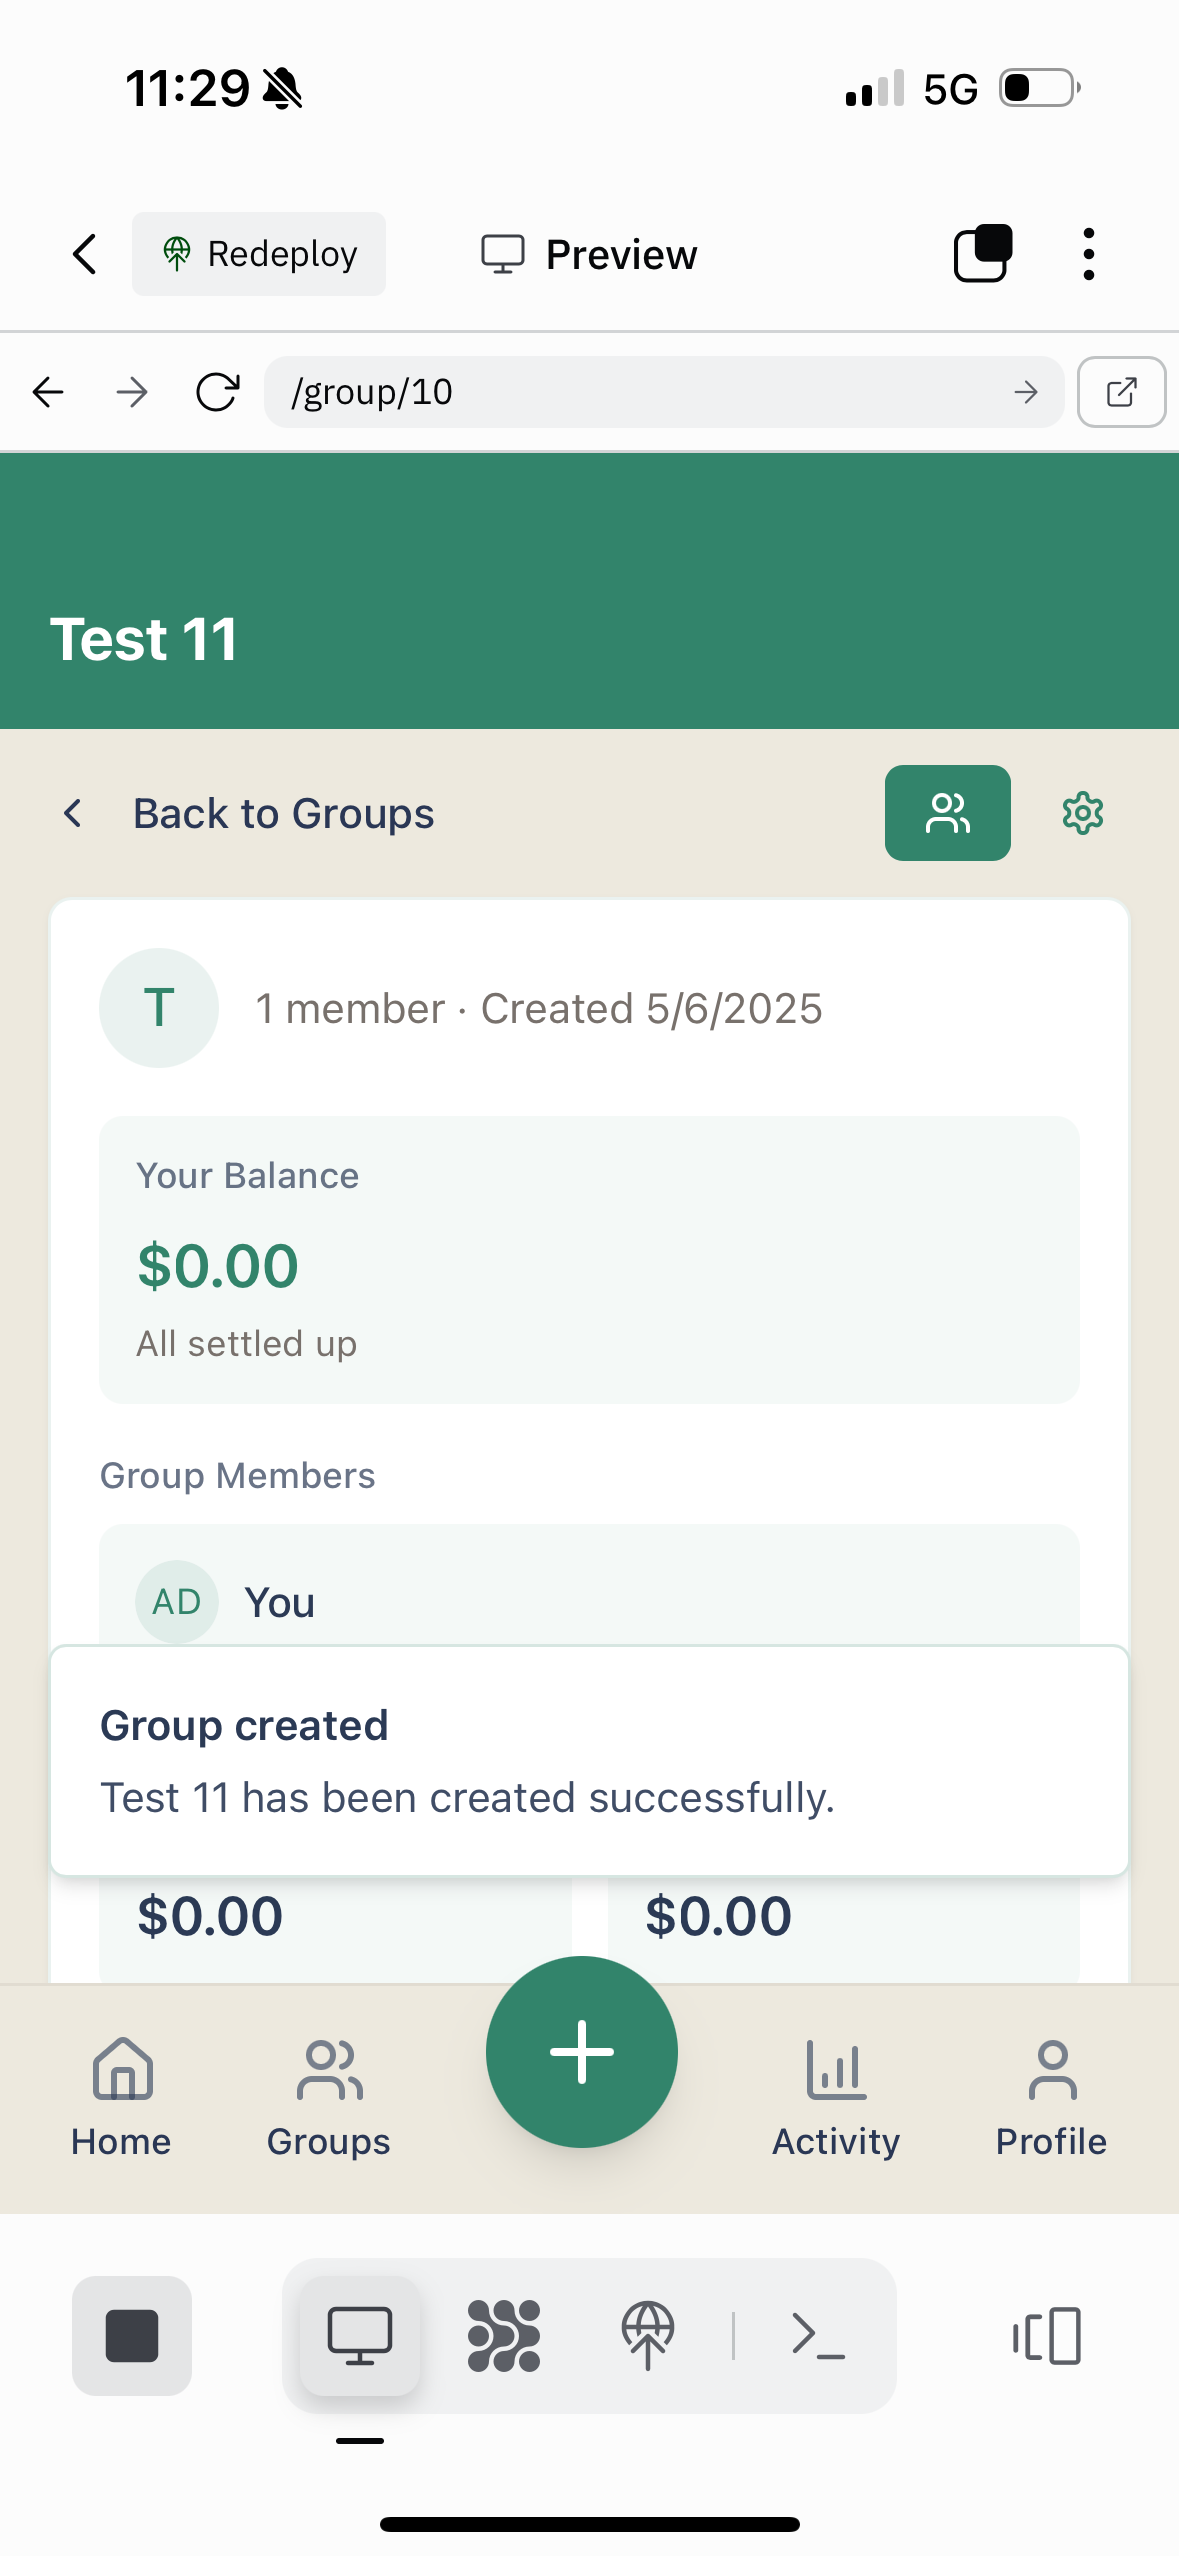 11:29
5G
Redeploy
Preview
/group/10
Test 11
Back to Groups
T
1 member · Created 5/6/2025
Your Balance
$0.00
All settled up
Group Members
AD You
Group created
Test 11 has been created successfully.
$0.00 $0.00
Home Groups Activity Profile